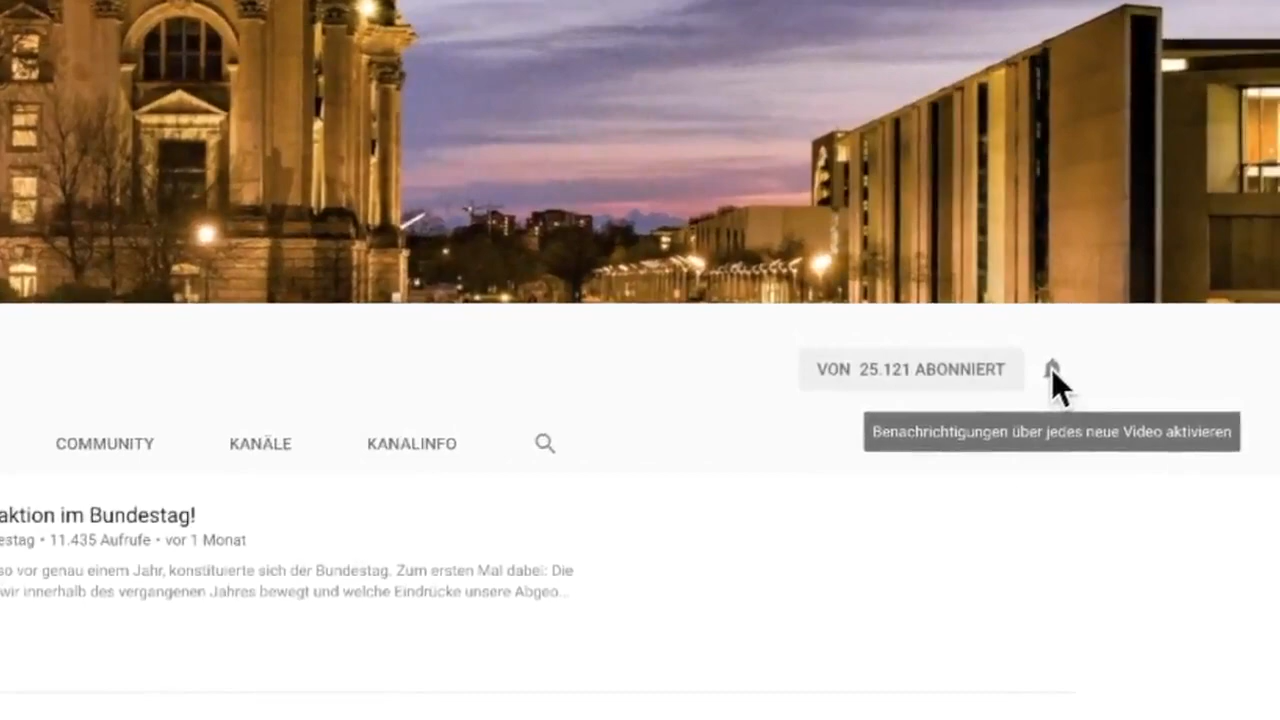 VON 25.121 ABONNIERT
Benachrichtigungen über jedes neue Video aktivieren
COMMUNITY KANÄLE KANALINFO
aktion im Bundestag!
estag • 11.435 Aufrufe • vor 1 Monat
so vor genau einem Jahr, konstituierte sich der Bundestag. Zum ersten Mal dabei: Die
wir innerhalb des vergangenen Jahres bewegt und welche Eindrücke unsere Abgeo...